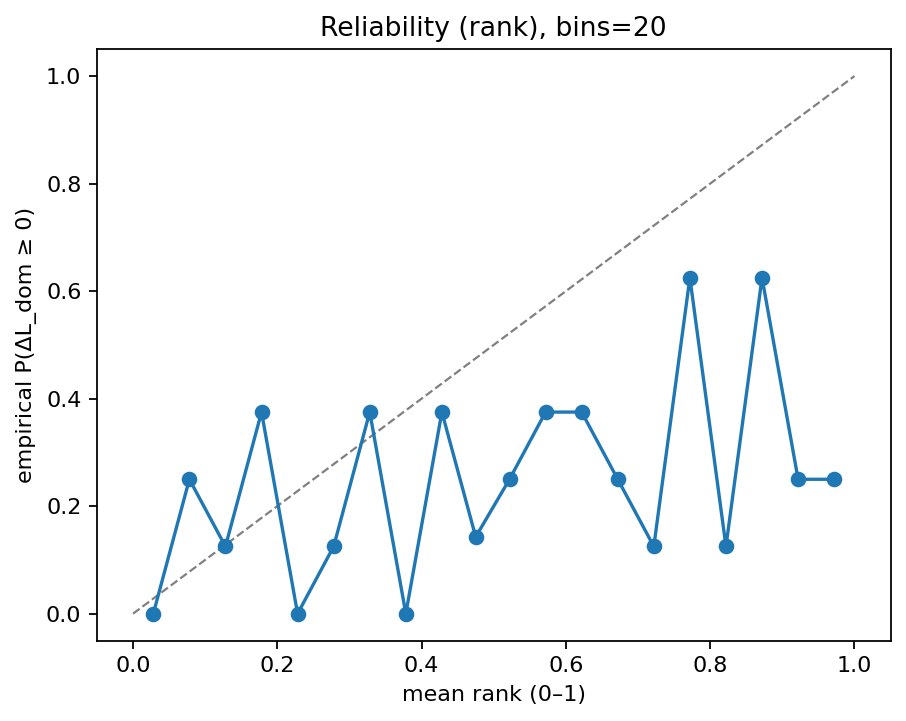 Reliability (rank), bins=20
empirical P(ΔL_dom ≥ 0)
1.0
0.8
0.6
0.4
0.2
0.0
0.0 0.2 0.4 0.6 0.8 1.0
mean rank (0–1)